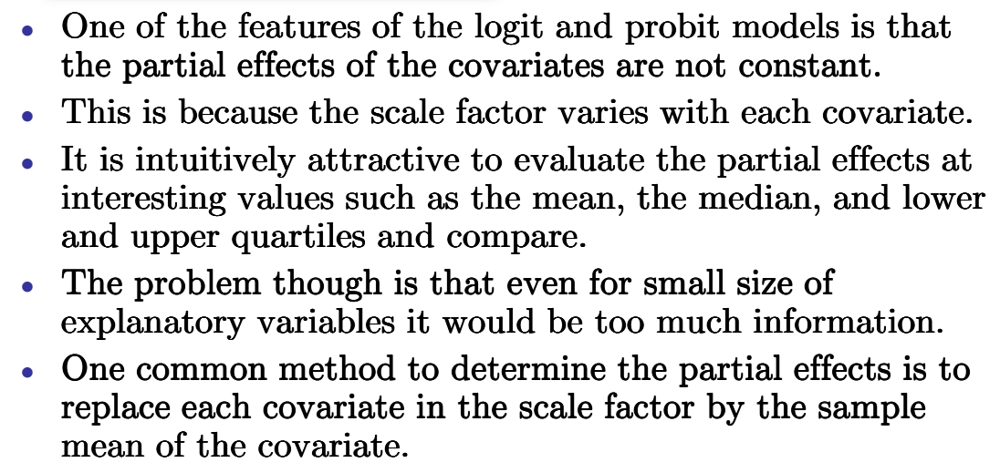 • One of the features of the logit and probit models is that
the partial effects of the covariates are not constant.
• This is because the scale factor varies with each covariate.
• It is intuitively attractive to evaluate the partial effects at
interesting values such as the mean, the median, and lower
and upper quartiles and compare.
• The problem though is that even for small size of
explanatory variables it would be too much information.
• One common method to determine the partial effects is to
replace each covariate in the scale factor by the sample
mean of the covariate.